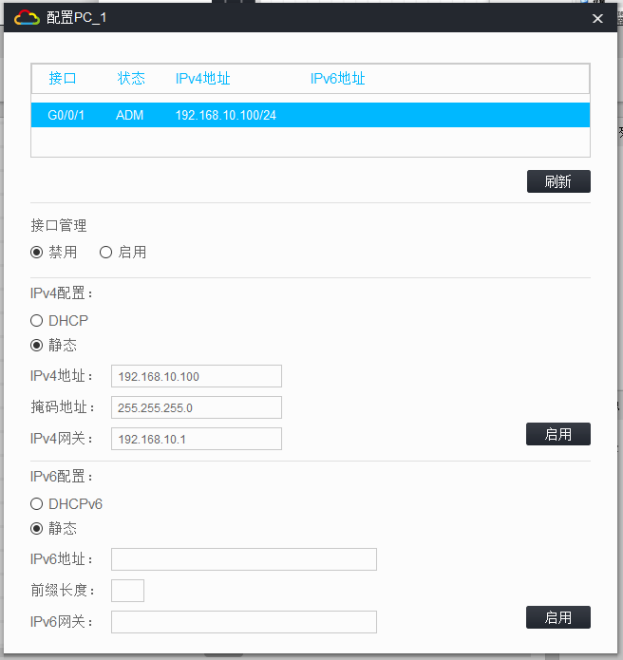 配置PC_1
接口 状态 IPv4地址 IPv6地址
G0/0/1 ADM 192.168.10.100/24
刷新
接口管理
禁用 启用
IPv4配置：
DHCP
静态
IPv4地址： 192.168.10.100
掩码地址： 255.255.255.0
IPv4网关： 192.168.10.1
启用
IPv6配置：
DHCPv6
静态
IPv6地址：
前缀长度：
IPv6网关：
启用